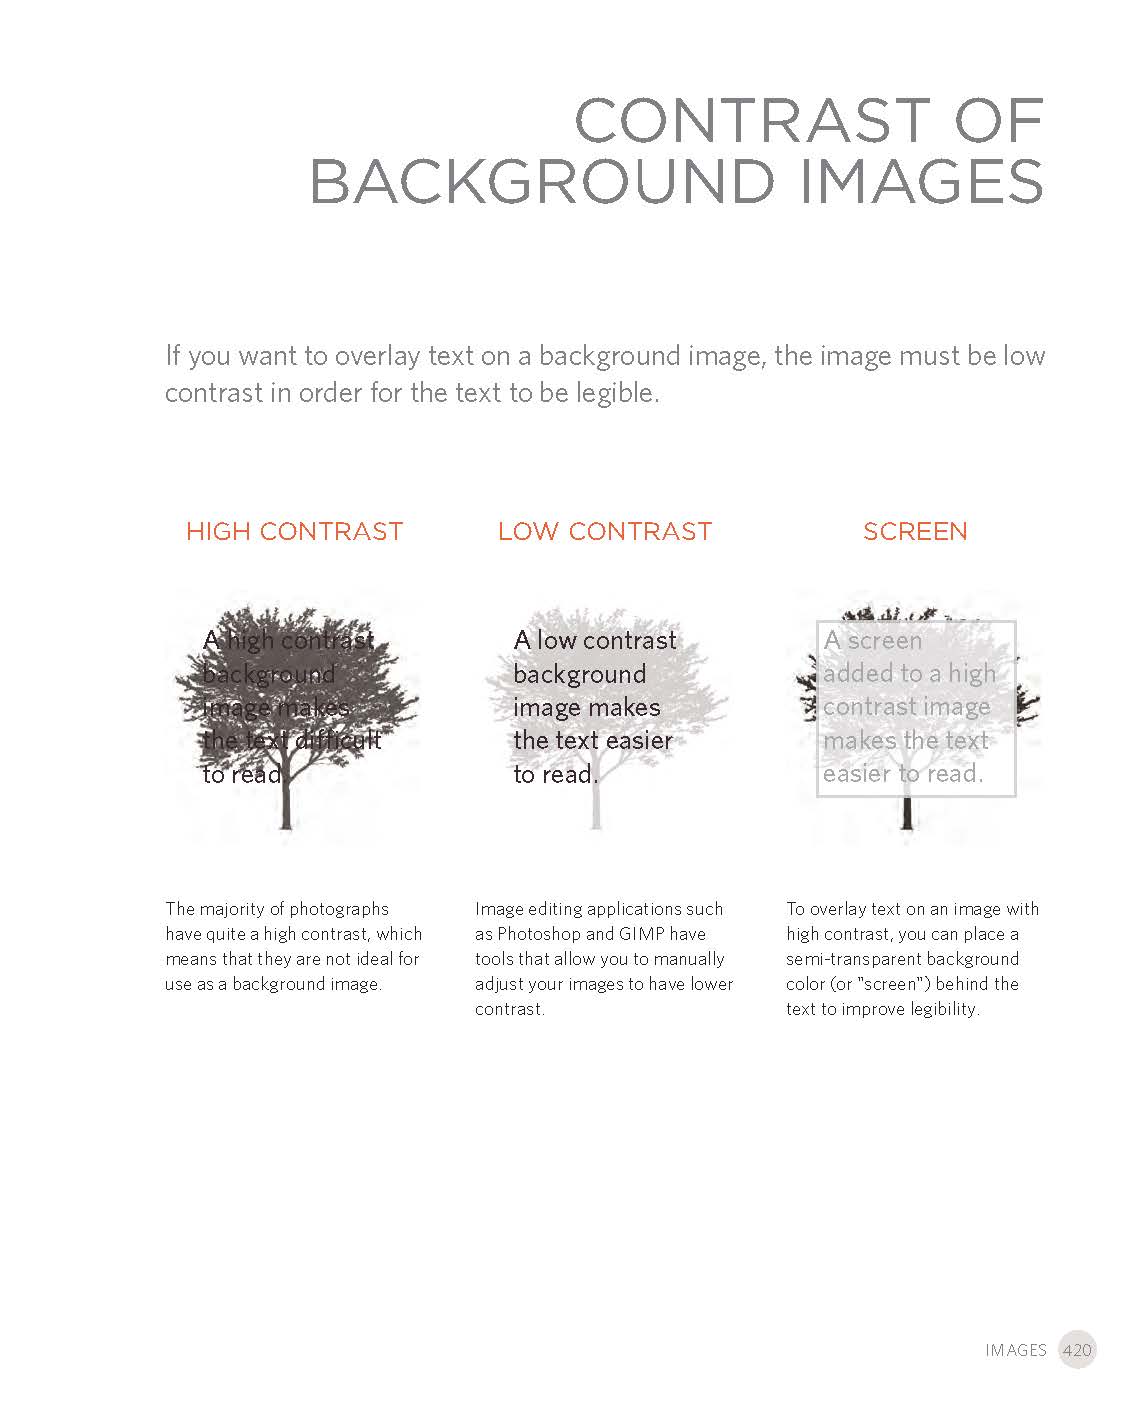 CONTRAST OF
BACKGROUND IMAGES
If you want to overlay text on a background image, the image must be low
contrast in order for the text to be legible.
HIGH CONTRAST
A high contrast
background
image makes
the text difficult
to read.
The majority of photographs
have quite a high contrast, which
means that they are not ideal for
use as a background image.
LOW CONTRAST
A low contrast
background
image makes
the text easier
to read.
Image editing applications such
as Photoshop and GIMP have
tools that allow you to manually
adjust your images to have lower
contrast.
SCREEN
A screen
added to a high
contrast image
makes the text
easier to read.
To overlay text on an image with
high contrast, you can place a
semi-transparent background
color (or "screen") behind the
text to improve legibility.
IMAGES 420